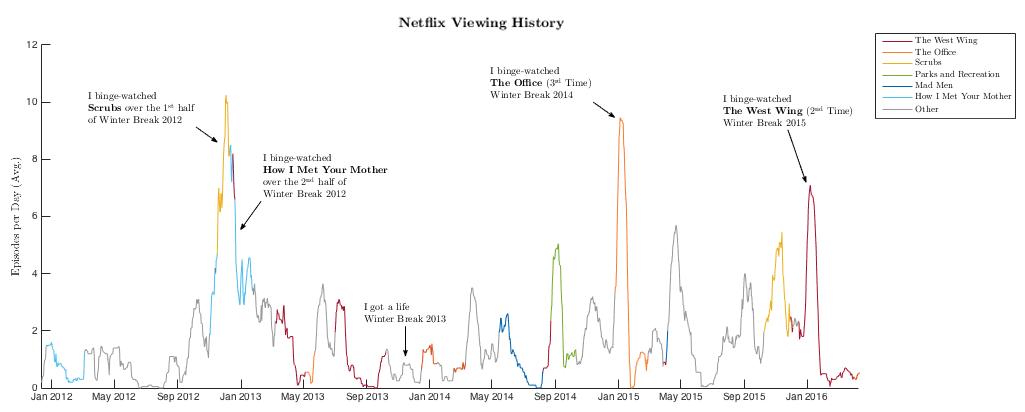 Netflix Viewing History
The West Wing
The Office
Scrubs
Parks and Recreation
Mad Men
How I Met Your Mother
Other
I binge-watched
Scrubs over the 1st half
of Winter Break 2012
I binge-watched
How I Met Your Mother
over the 2nd half of
Winter Break 2012
I got a life
Winter Break 2013
I binge-watched
The Office (3rd Time)
Winter Break 2014
I binge-watched
The West Wing (2nd Time)
Winter Break 2015
Episodes per Day (Avg.)
12
10
8
6
4
2
0
Jan 2012 May 2012 Sep 2012 Jan 2013 May 2013 Sep 2013 Jan 2014 May 2014 Sep 2014 Jan 2015 May 2015 Sep 2015 Jan 2016